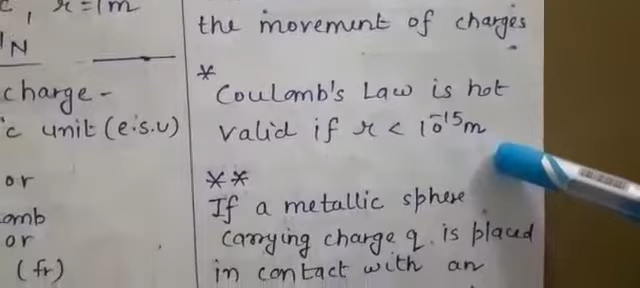 r = 1m
N
charge -
c unit (e.s.u)
or
omb
or
(fr)
the movement of charges
*
Coulomb's Law is not
valid if r < 10⁻¹⁵m
**
If a metallic sphere
carrying charge q. is placed
in contact with an